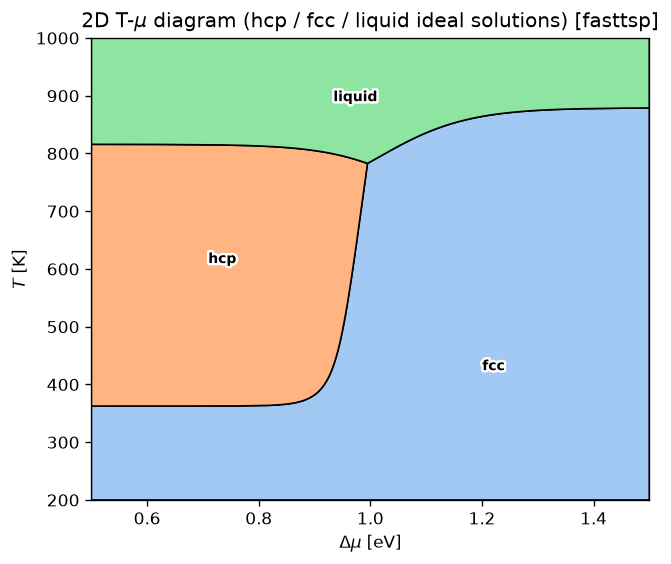 2D T-μ diagram (hcp / fcc / liquid ideal solutions) [fasttsp]
1000
900
800
700
600
500
400
300
200
T [K]
liquid
hcp
fcc
0.6 0.8 1.0 1.2 1.4
Δμ [eV]